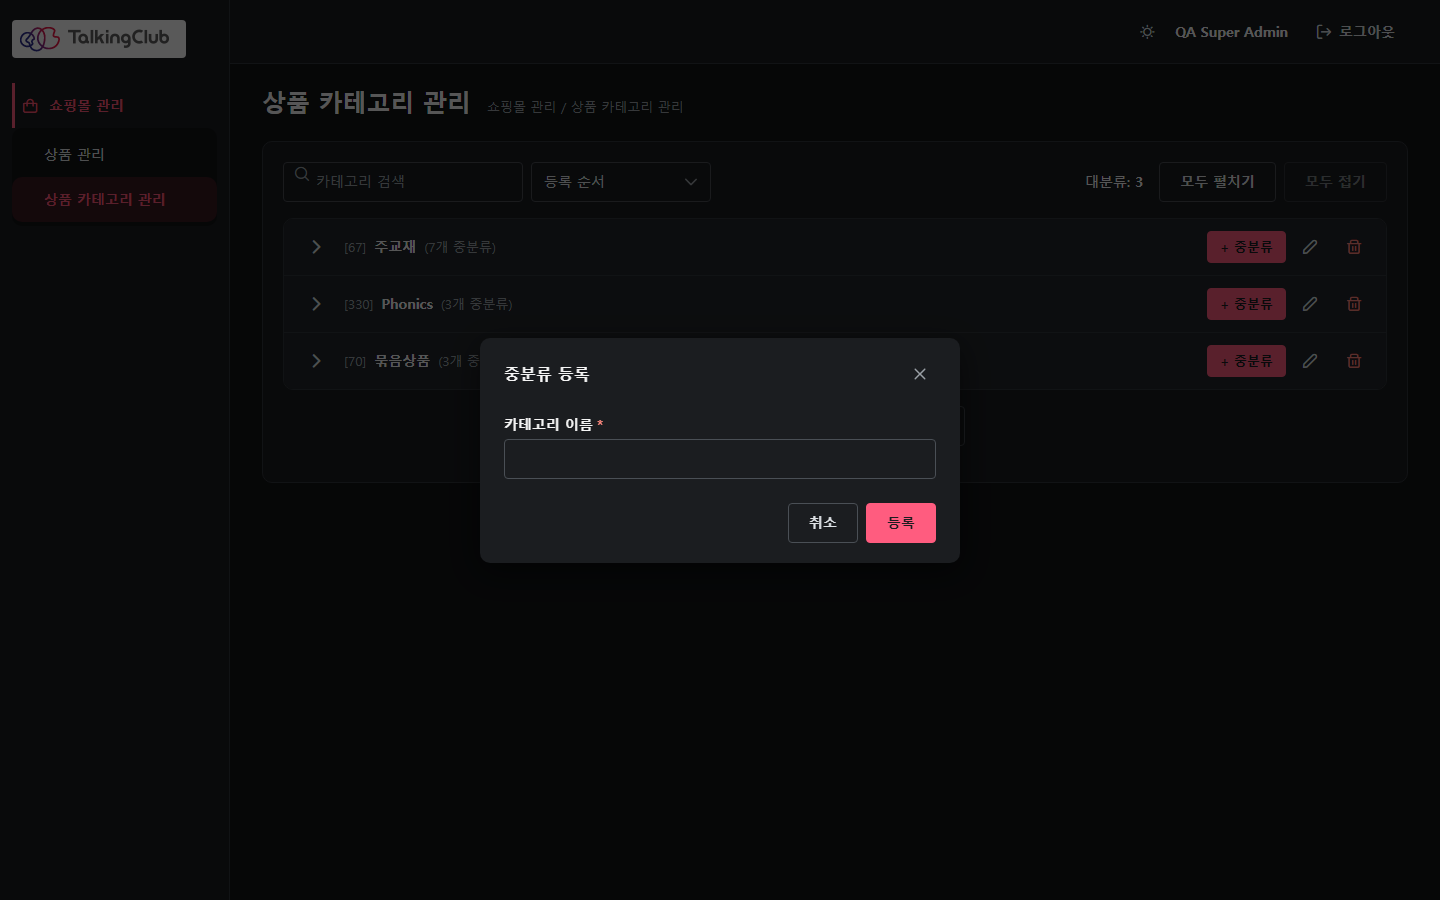 TalkingClub
QA Super Admin
로그아웃
쇼핑몰 관리
상품 관리
상품 카테고리 관리
상품 카테고리 관리
쇼핑몰 관리 / 상품 카테고리 관리
카테고리 검색
등록 순서
대분류: 3
모두 펼치기
모두 접기
[67] 주교재 (7개 중분류)
+ 중분류
[330] Phonics (3개 중분류)
+ 중분류
[70] 묶음상품 (3개 중
+ 중분류
중분류 등록
카테고리 이름 *
취소
등록